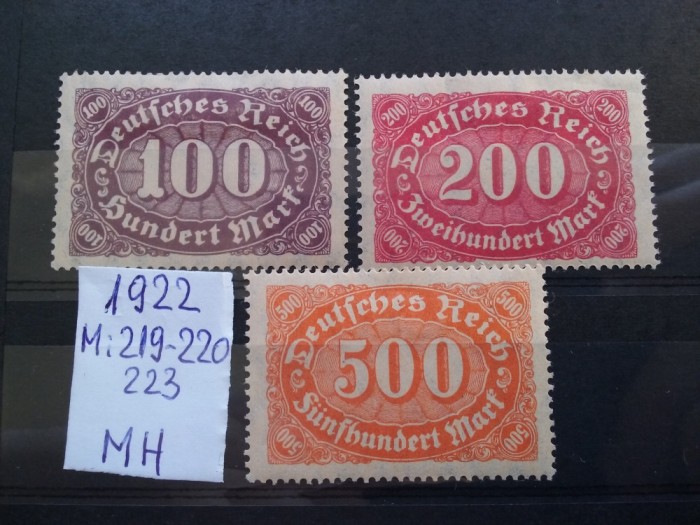 100 100
Deutsches Reich
100
Hundert Mark
100 100
200 200
Deutsches Reich
200
Zweihundert Mark
200 200
500 500
Deutsches Reich
500
Fünfhundert Mark
500 500
1922
Mi 219-220
223
MH